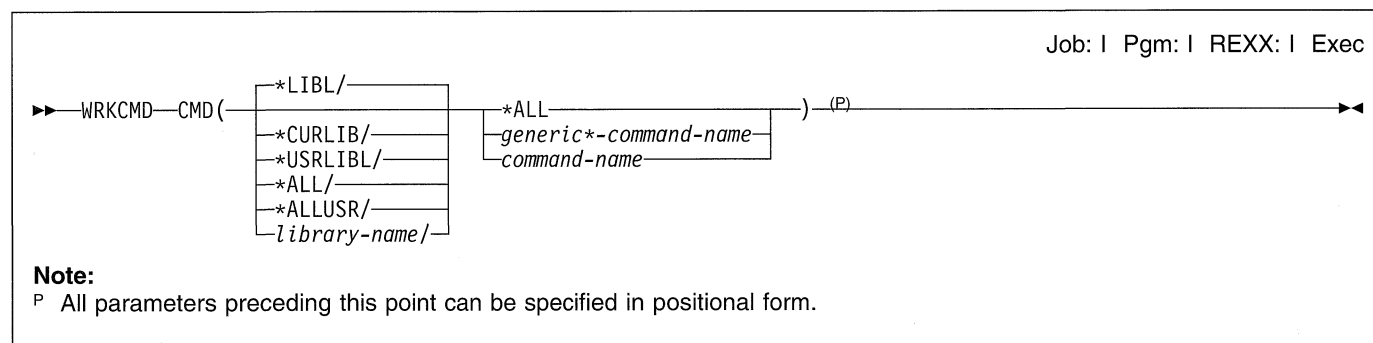 Job: I Pgm: I REXX: I Exec
*LIBL/
WRKCMD CMD( *ALL ) (P)
*CURLIB/ generic*-command-name
*USRLIBL/ command-name
*ALL/
*ALLUSR/
library-name/
Note:
P All parameters preceding this point can be specified in positional form.